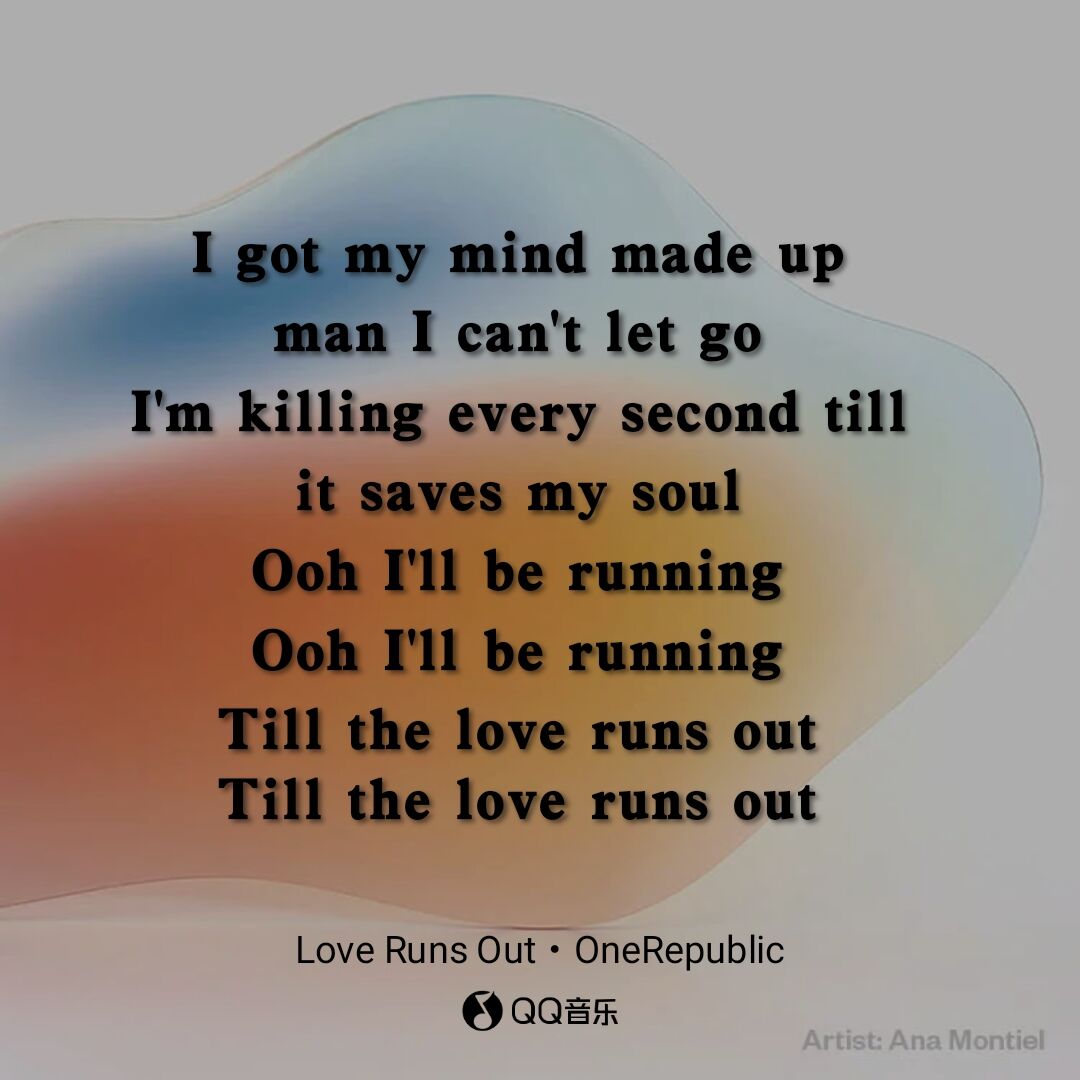 I got my mind made up
man I can't let go
I'm killing every second till
it saves my soul
Ooh I'll be running
Ooh I'll be running
Till the love runs out
Till the love runs out
Love Runs Out • OneRepublic
QQ音乐
Artist: Ana Montiel